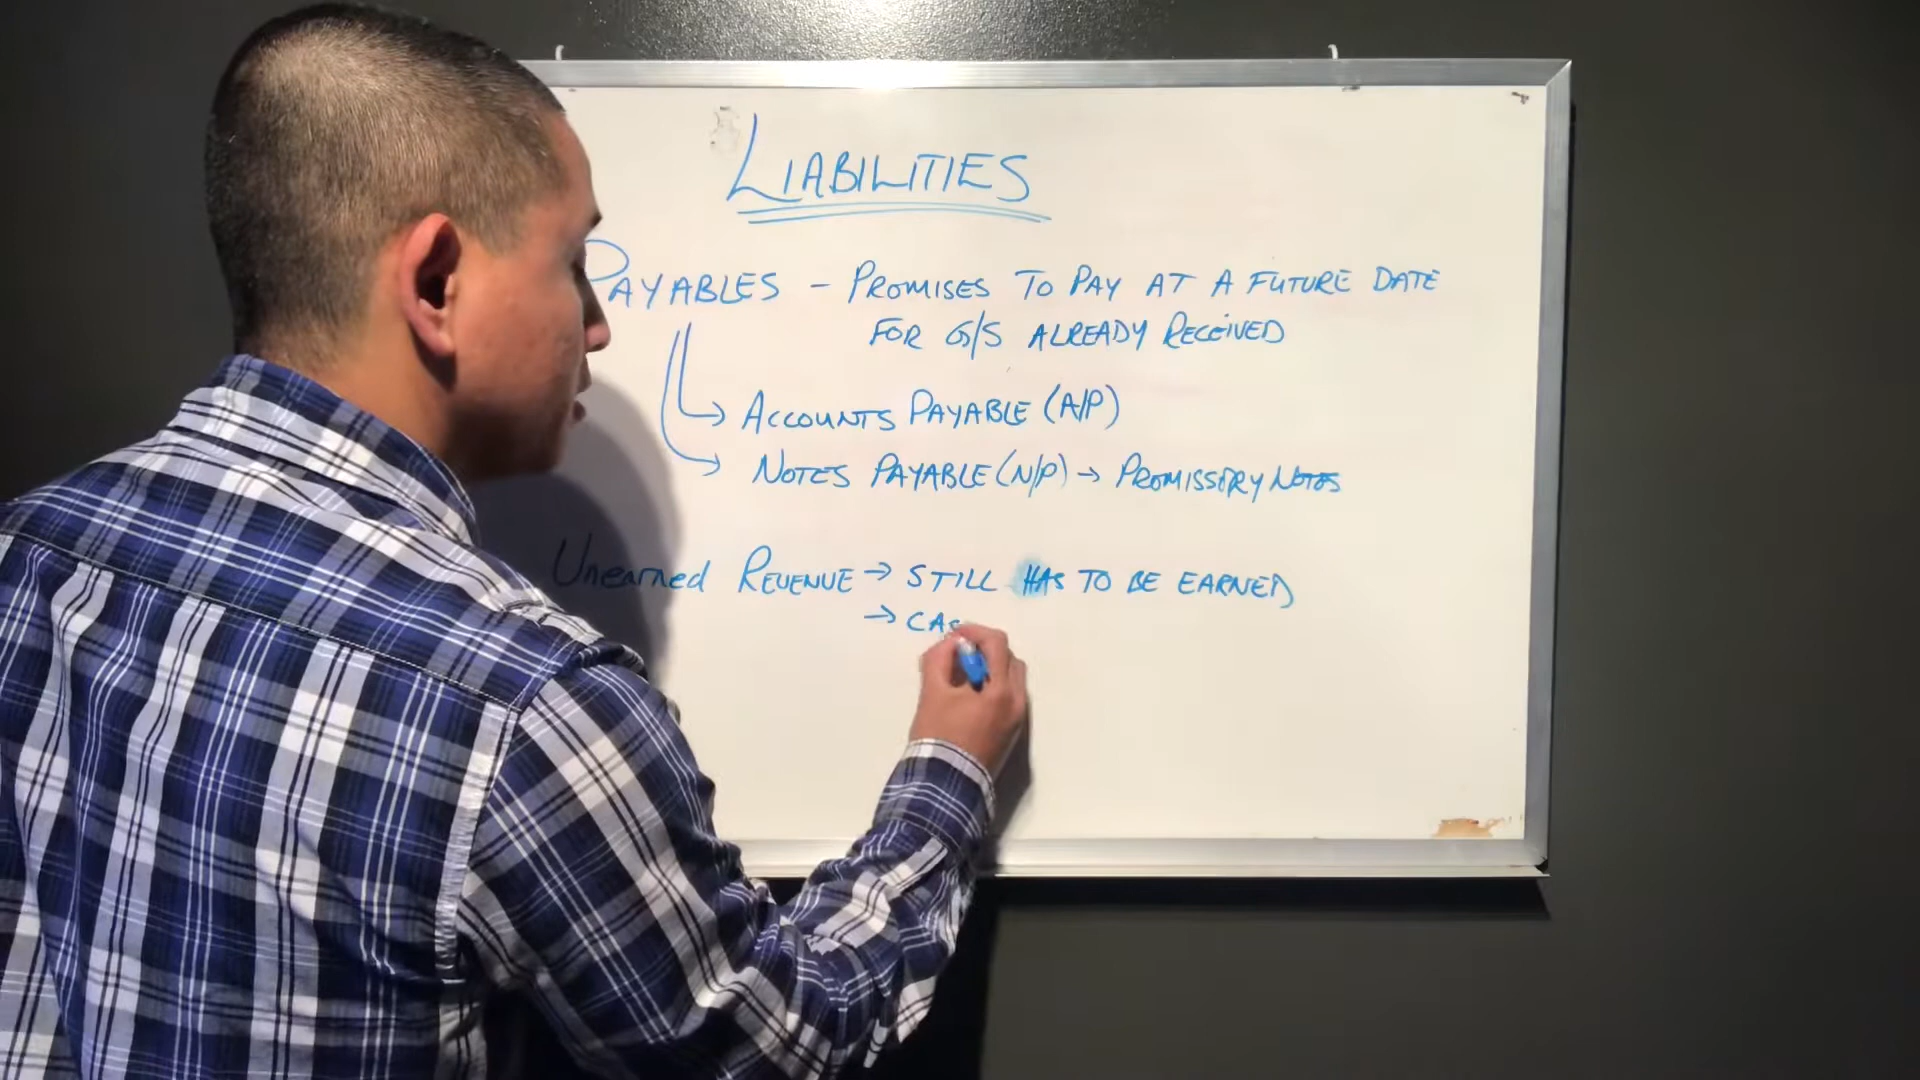 LIABILITIES
PAYABLES - PROMISES TO PAY AT A FUTURE DATE
FOR G/S ALREADY RECEIVED
→ ACCOUNTS PAYABLE (A/P)
→ NOTES PAYABLE (N/P) → PROMISSORY NOTES
Unearned REVENUE → STILL HAS TO BE EARNED
→ CAS